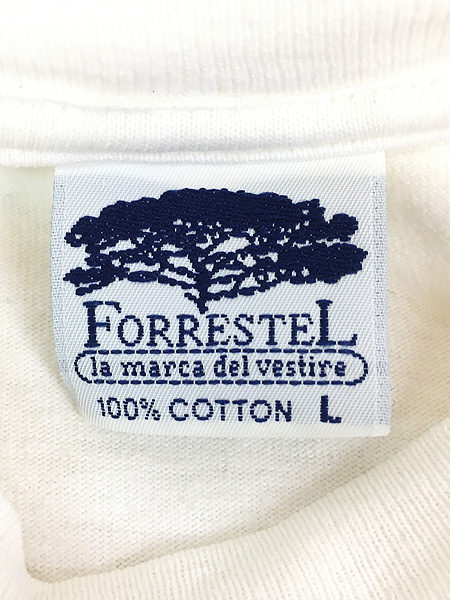 FORRESTEL
la marca del vestire
100% COTTON L